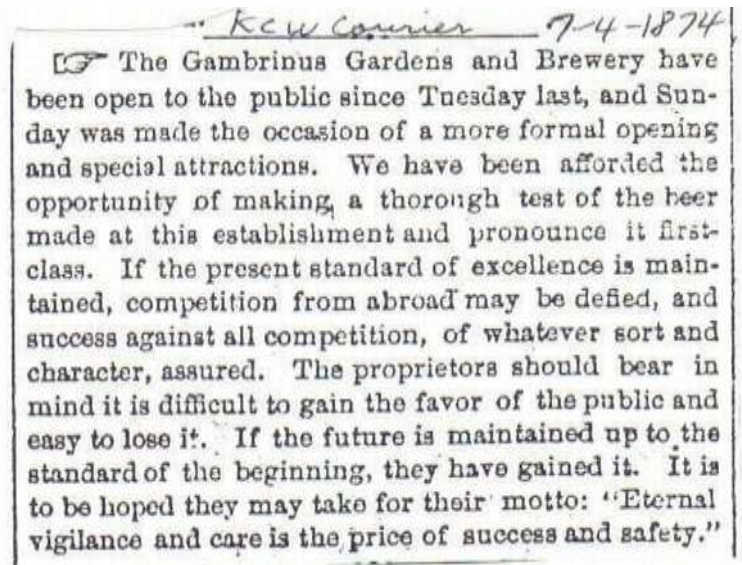 KCW Courier 7-4-1874
☞ The Gambrinus Gardens and Brewery have
been open to the public since Tuesday last, and Sun-
day was made the occasion of a more formal opening
and special attractions. We have been afforded the
opportunity of making a thorough test of the beer
made at this establishment and pronounce it first-
class. If the present standard of excellence is main-
tained, competition from abroad may be defied, and
success against all competition, of whatever sort and
character, assured. The proprietors should bear in
mind it is difficult to gain the favor of the public and
easy to lose it. If the future is maintained up to the
standard of the beginning, they have gained it. It is
to be hoped they may take for their motto: "Eternal
vigilance and care is the price of success and safety."